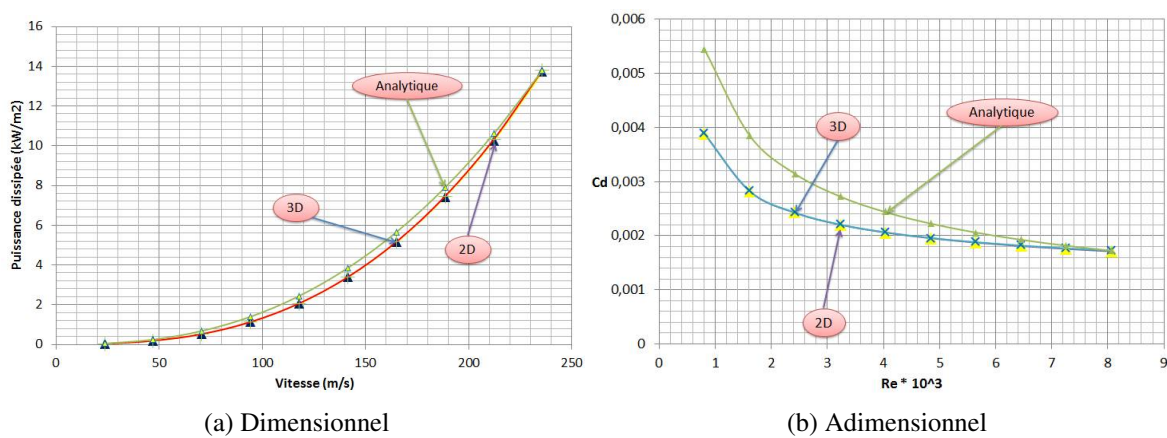 16
14
12
10
8
6
4
2
0
0
50
100
150
200
250
Puissance dissipée (kW/m2)
Vitesse (m/s)
Analytique
3D
2D
(a) Dimensionnel
0,006
0,005
0,004
0,003
0,002
0,001
0
0
1
2
3
4
5
6
7
8
9
Cd
Re * 10^3
3D
Analytique
2D
(b) Adimensionnel